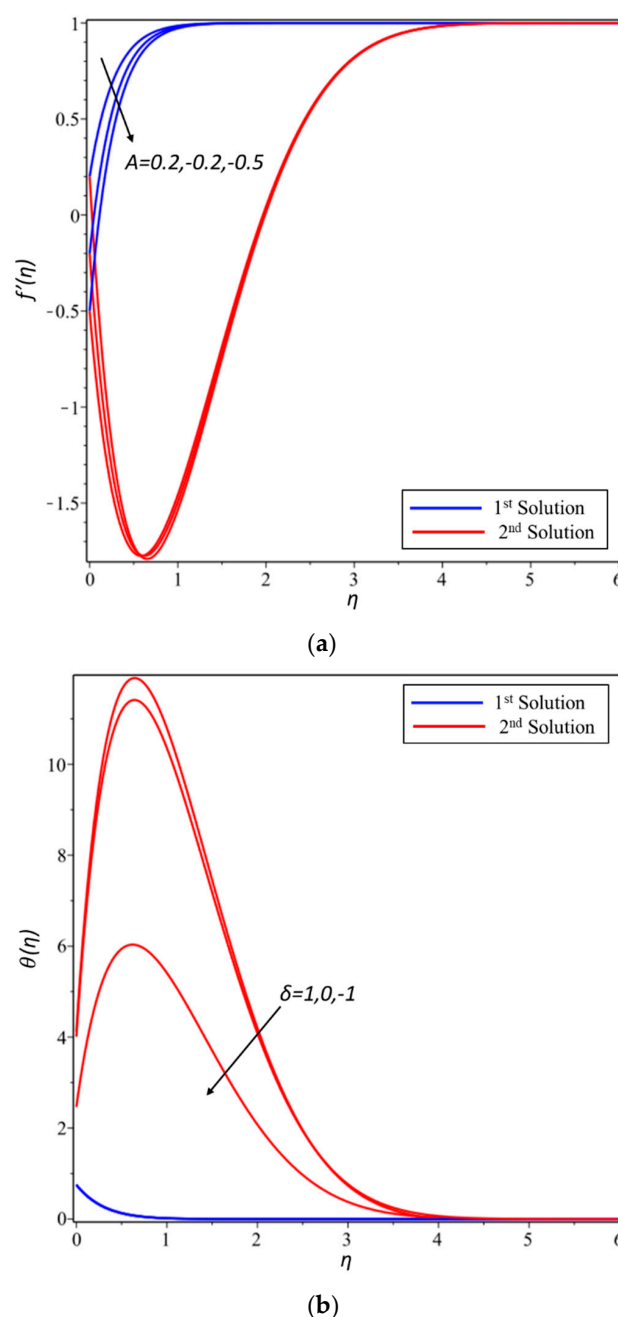 1
0.5
A=0.2,-0.2,-0.5
0
f'(η)
-0.5
-1
-1.5
1st Solution
2nd Solution
0 1 2 3 4 5 6
η
(a)
1st Solution
2nd Solution
10
8
6
θ(η)
δ=1,0,-1
4
2
0
0 1 2 3 4 5 6
η
(b)